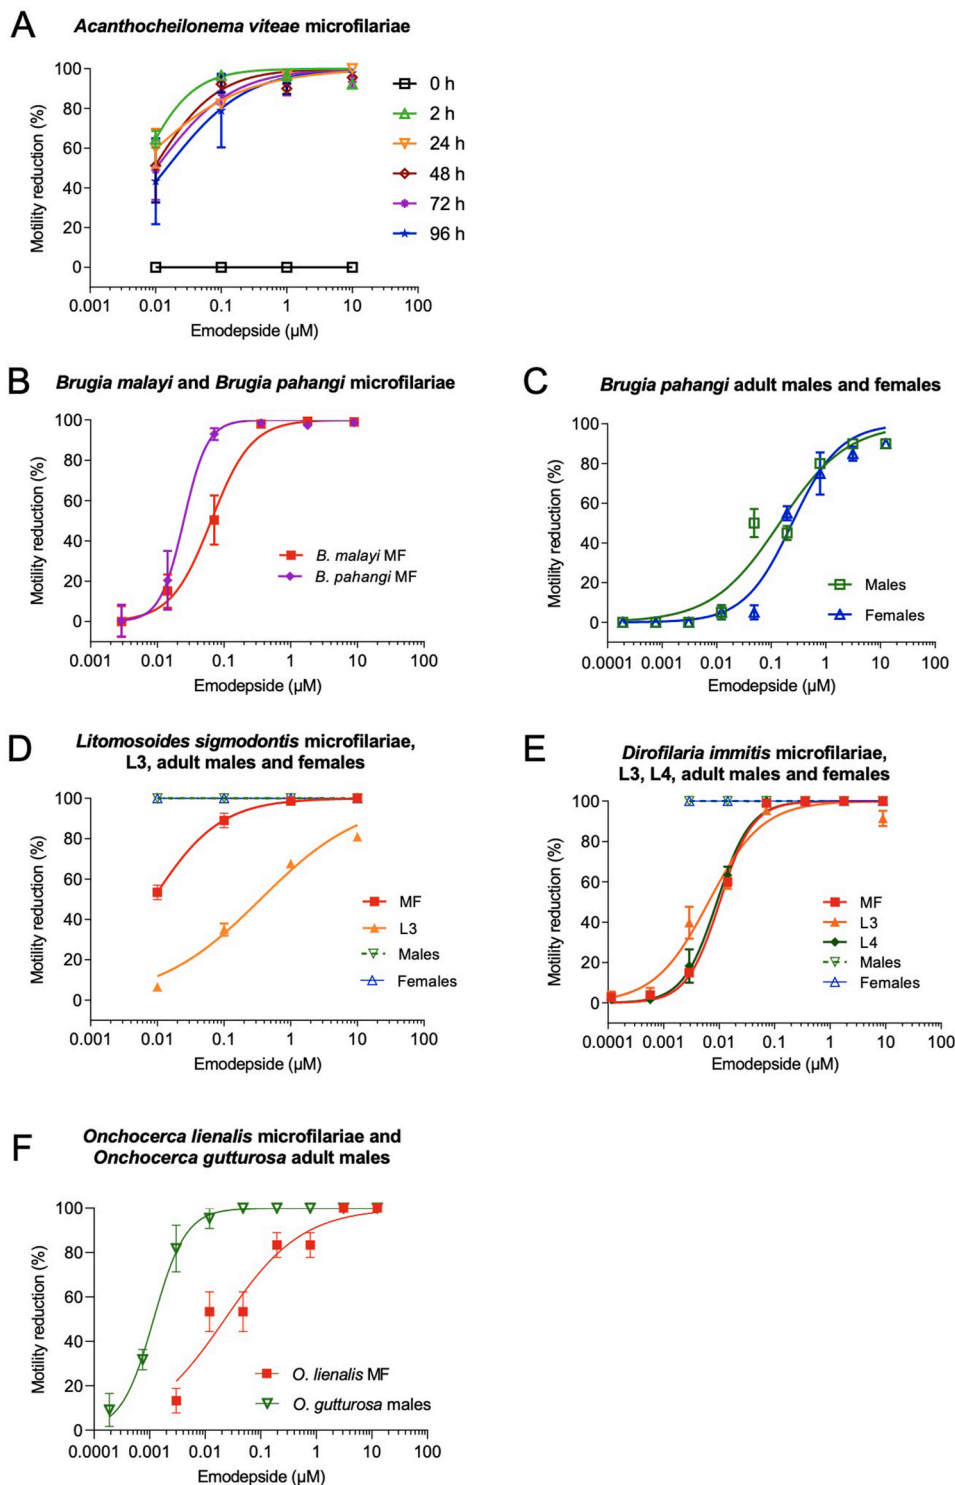 A
Acanthocheilonema viteae microfilariae
Motility reduction (%)
100
80
60
40
20
0
0.001 0.01 0.1 1 10 100
Emodepside (µM)
0 h
2 h
24 h
48 h
72 h
96 h
B
Brugia malayi and Brugia pahangi microfilariae
Motility reduction (%)
100
80
60
40
20
0
0.001 0.01 0.1 1 10 100
Emodepside (µM)
B. malayi MF
B. pahangi MF
C
Brugia pahangi adult males and females
Motility reduction (%)
100
80
60
40
20
0
0.0001 0.001 0.01 0.1 1 10 100
Emodepside (µM)
Males
Females
D
Litomosoides sigmodontis microfilariae,
L3, adult males and females
Motility reduction (%)
100
80
60
40
20
0
0.001 0.01 0.1 1 10 100
Emodepside (µM)
MF
L3
Males
Females
E
Dirofilaria immitis microfilariae,
L3, L4, adult males and females
Motility reduction (%)
100
80
60
40
20
0
0.0001 0.001 0.01 0.1 1 10 100
Emodepside (µM)
MF
L3
L4
Males
Females
F
Onchocerca lienalis microfilariae and
Onchocerca gutturosa adult males
Motility reduction (%)
100
80
60
40
20
0
0.0001 0.001 0.01 0.1 1 10 100
Emodepside (µM)
O. lienalis MF
O. gutturosa males